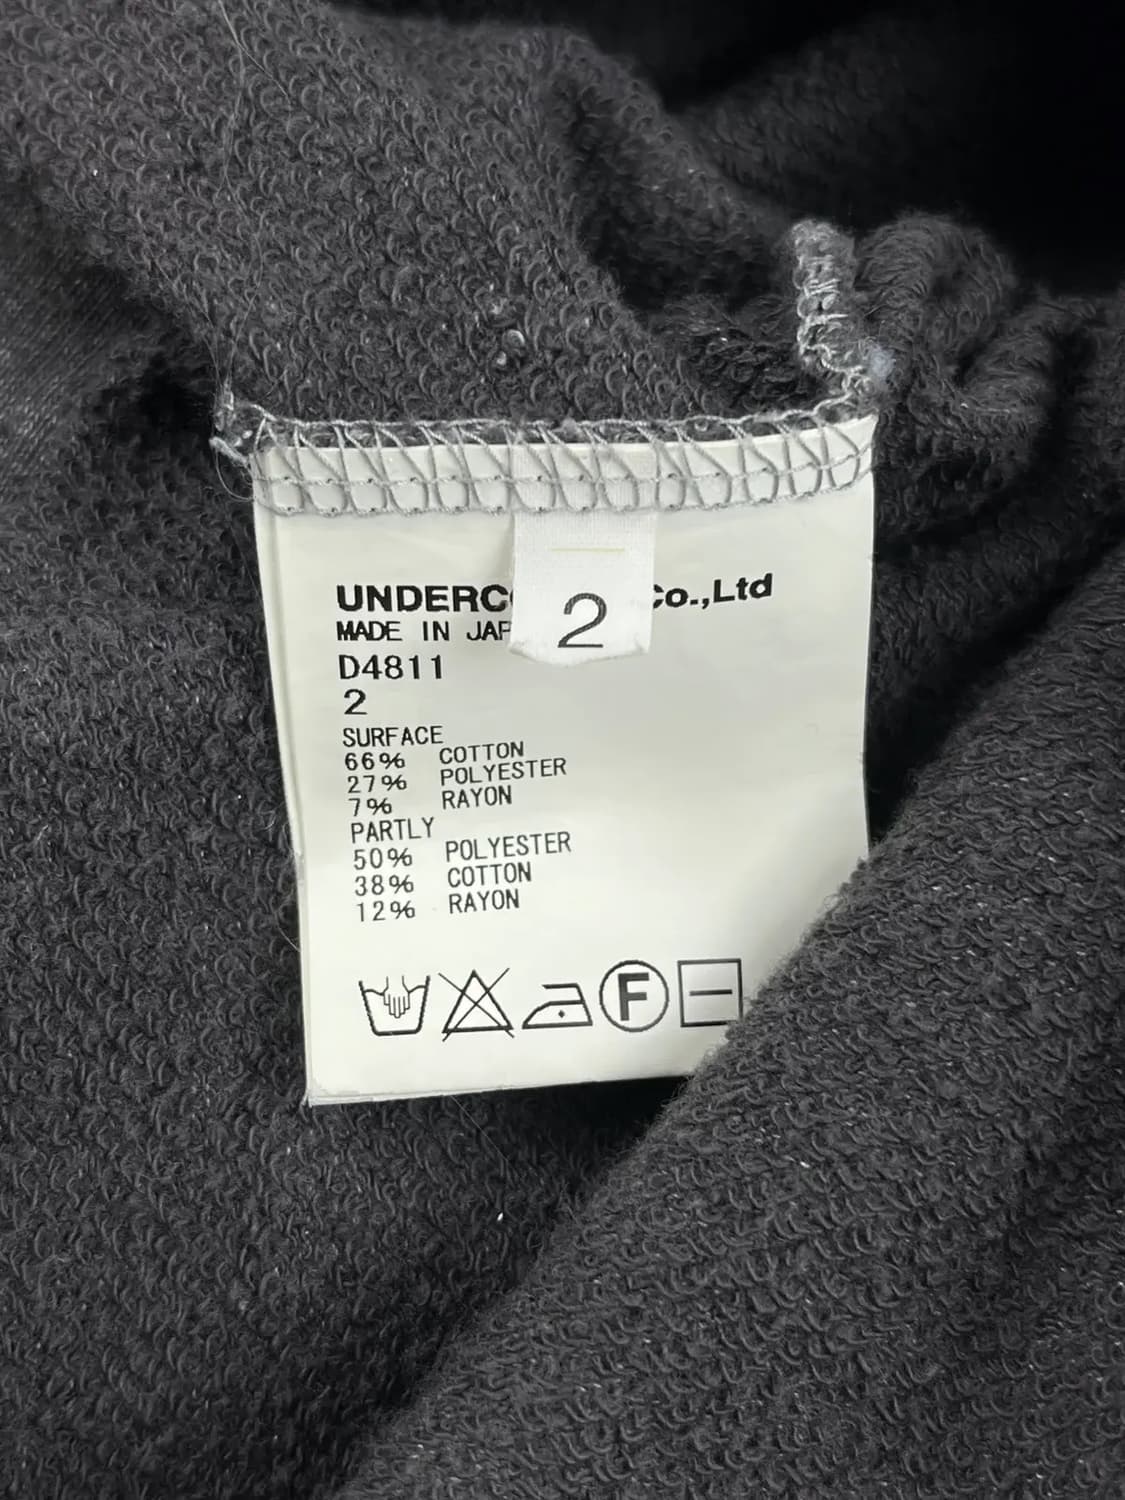 UNDERC Co.,Ltd
2
MADE IN JAP
D4811
2
SURFACE
66% COTTON
27% POLYESTER
7% RAYON
PARTLY
50% POLYESTER
38% COTTON
12% RAYON
F